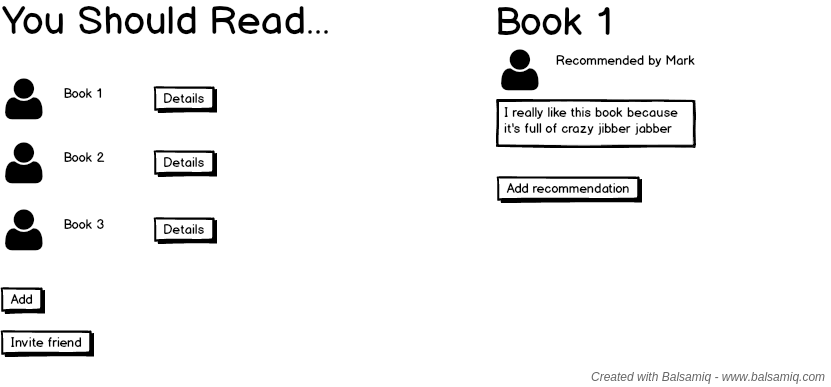 You Should Read...
Book 1
Details
Book 2
Details
Book 3
Details
Add
Invite friend
Book 1
Recommended by Mark
I really like this book because
it's full of crazy jibber jabber
Add recommendation
Created with Balsamiq - www.balsamiq.com